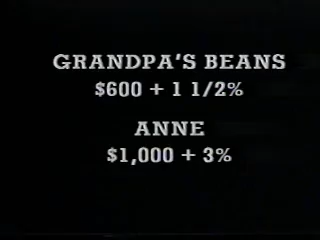 GRANDPA'S BEANS
$600 + 1 1/2%
ANNE
$1,000 + 3%